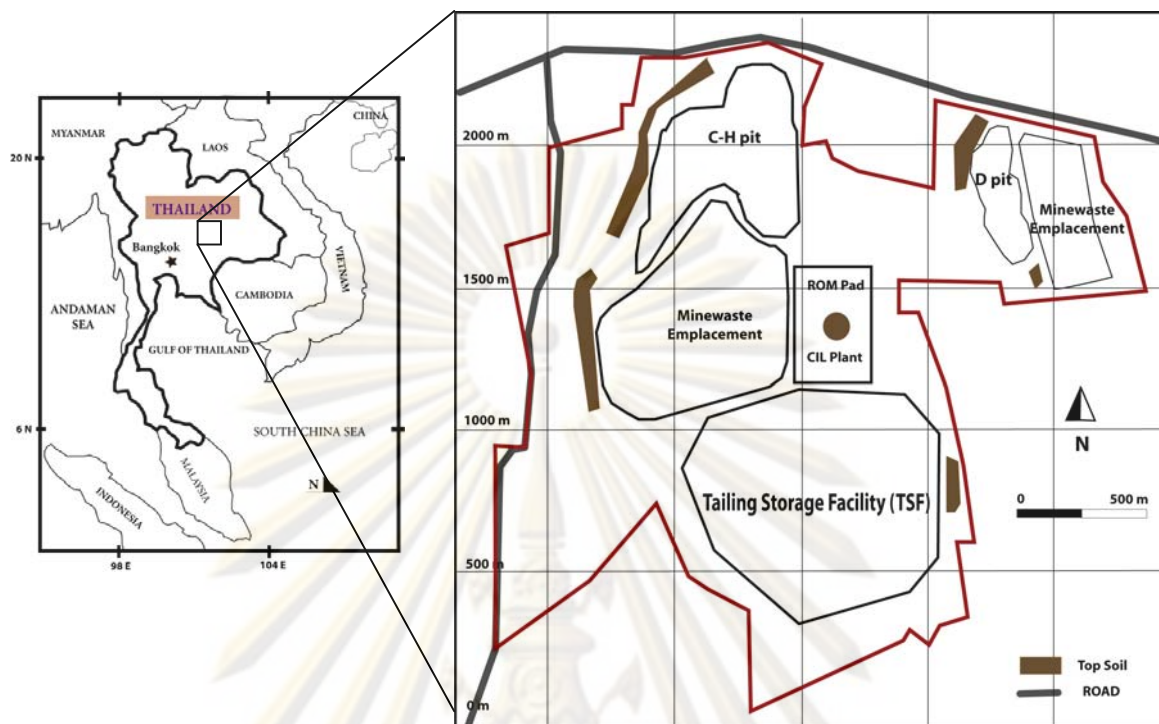 MYANMAR
CHINA
LAOS
20 N
THAILAND
Bangkok
VIETNAM
CAMBODIA
ANDAMAN
SEA
GULF OF THAILAND
6 N
SOUTH CHINA SEA
MALAYSIA
N
INDONESIA
98 E
104 E
2000 m
C-H pit
D pit
Minewaste
Emplacement
1500 m
ROM Pad
Minewaste
Emplacement
CIL Plant
1000 m
N
Tailing Storage Facility (TSF)
0
500 m
500 m
Top Soil
ROAD
0 m